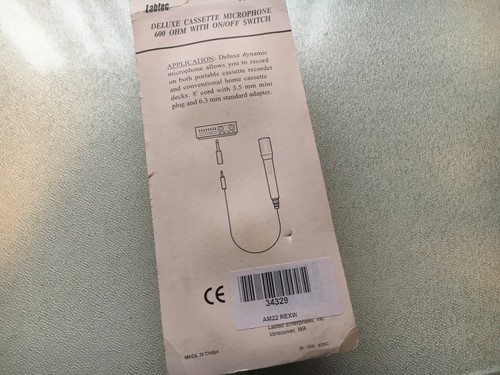 Labtec
DELUXE CASSETTE MICROPHONE
600 OHM WITH ON/OFF SWITCH
APPLICATION: Deluxe dynamic
microphone allows you to record
on both portable cassette recorder
and conventional home cassette
decks. 8' cord with 3.5 mm mini
plug and 6.3 mm standard adapter.
CE
34329
AM22 REXW
Labtec Enterprises, Inc.
Vancouver, WA
MADE IN CHINA